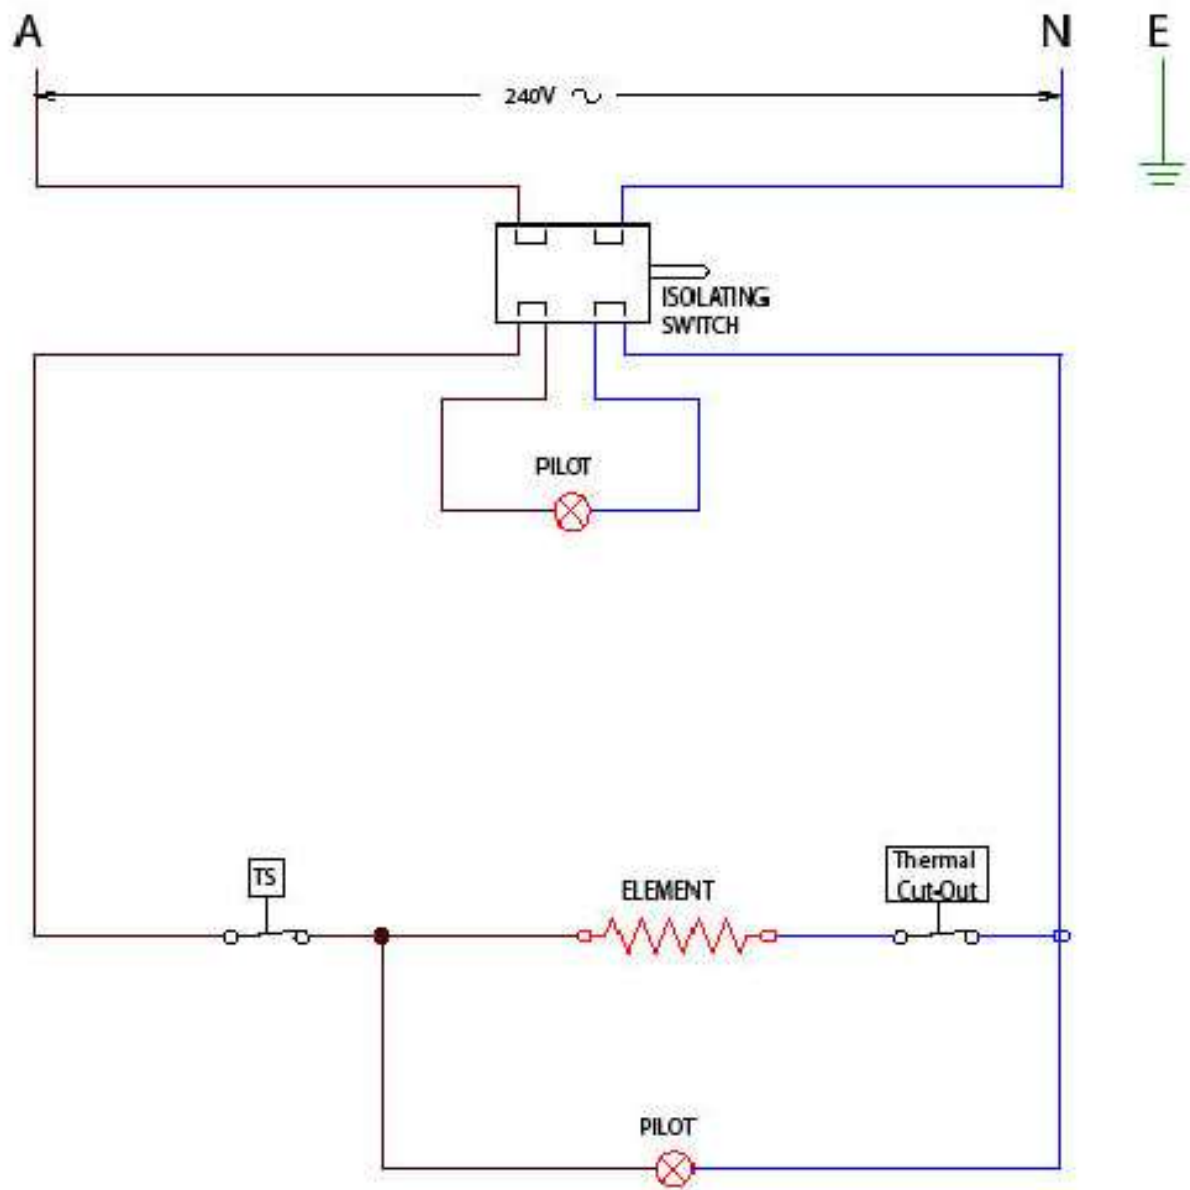 A
N
E
240V
ISOLATING
SWITCH
PILOT
TS
ELEMENT
Thermal
Cut-Out
PILOT